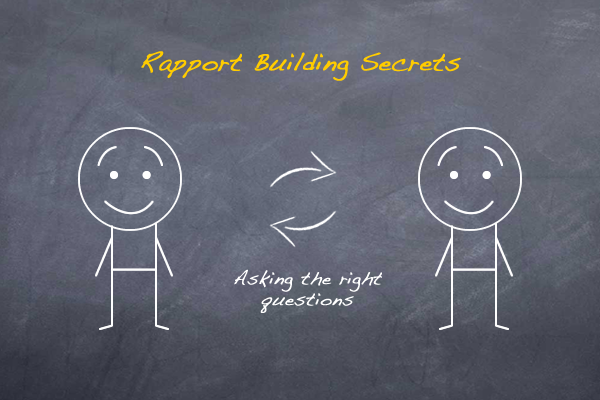 Rapport Building Secrets
Asking the right
questions